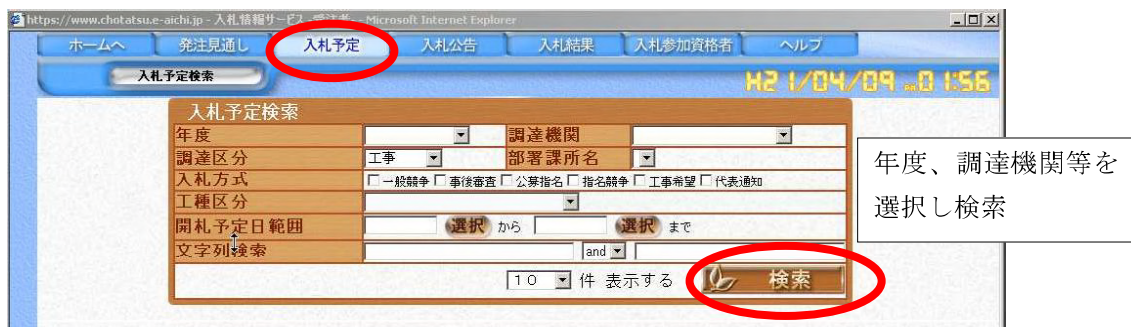 https://www.chotatsu.e-aichi.jp - 入札情報サービス -受注者- - Microsoft Internet Explorer
ホームへ 発注見通し 入札予定 入札公告 入札結果 入札参加資格者 ヘルプ
入札予定検索
H21/04/09 PM 01:56
入札予定検索
年度 調達機関
調達区分 工事 部署課所名
入札方式 一般競争 事後審査 公募指名 指名競争 工事希望 代表通知
工種区分
開札予定日範囲 選択 から 選択 まで
文字列検索 and
10 件 表示する 検索
年度、調達機関等を
選択し検索